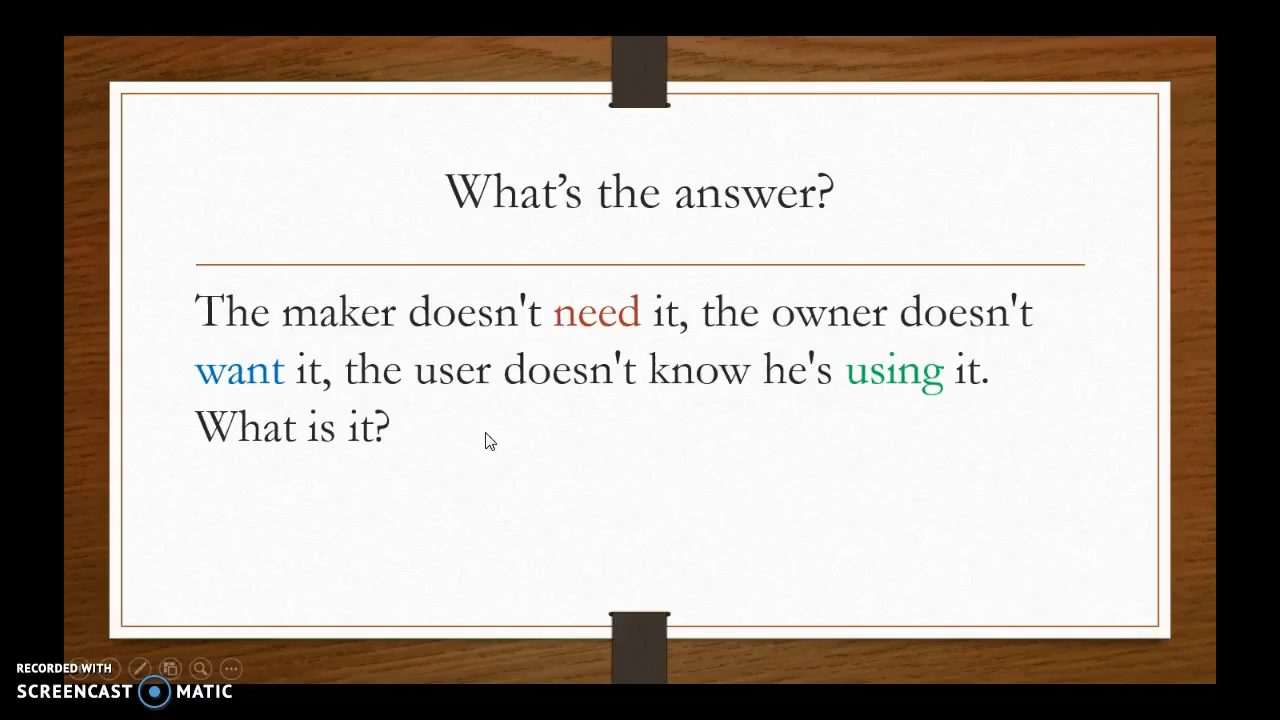 What’s the answer?
The maker doesn't need it, the owner doesn't
want it, the user doesn't know he's using it.
What is it?
RECORDED WITH
SCREENCAST MATIC